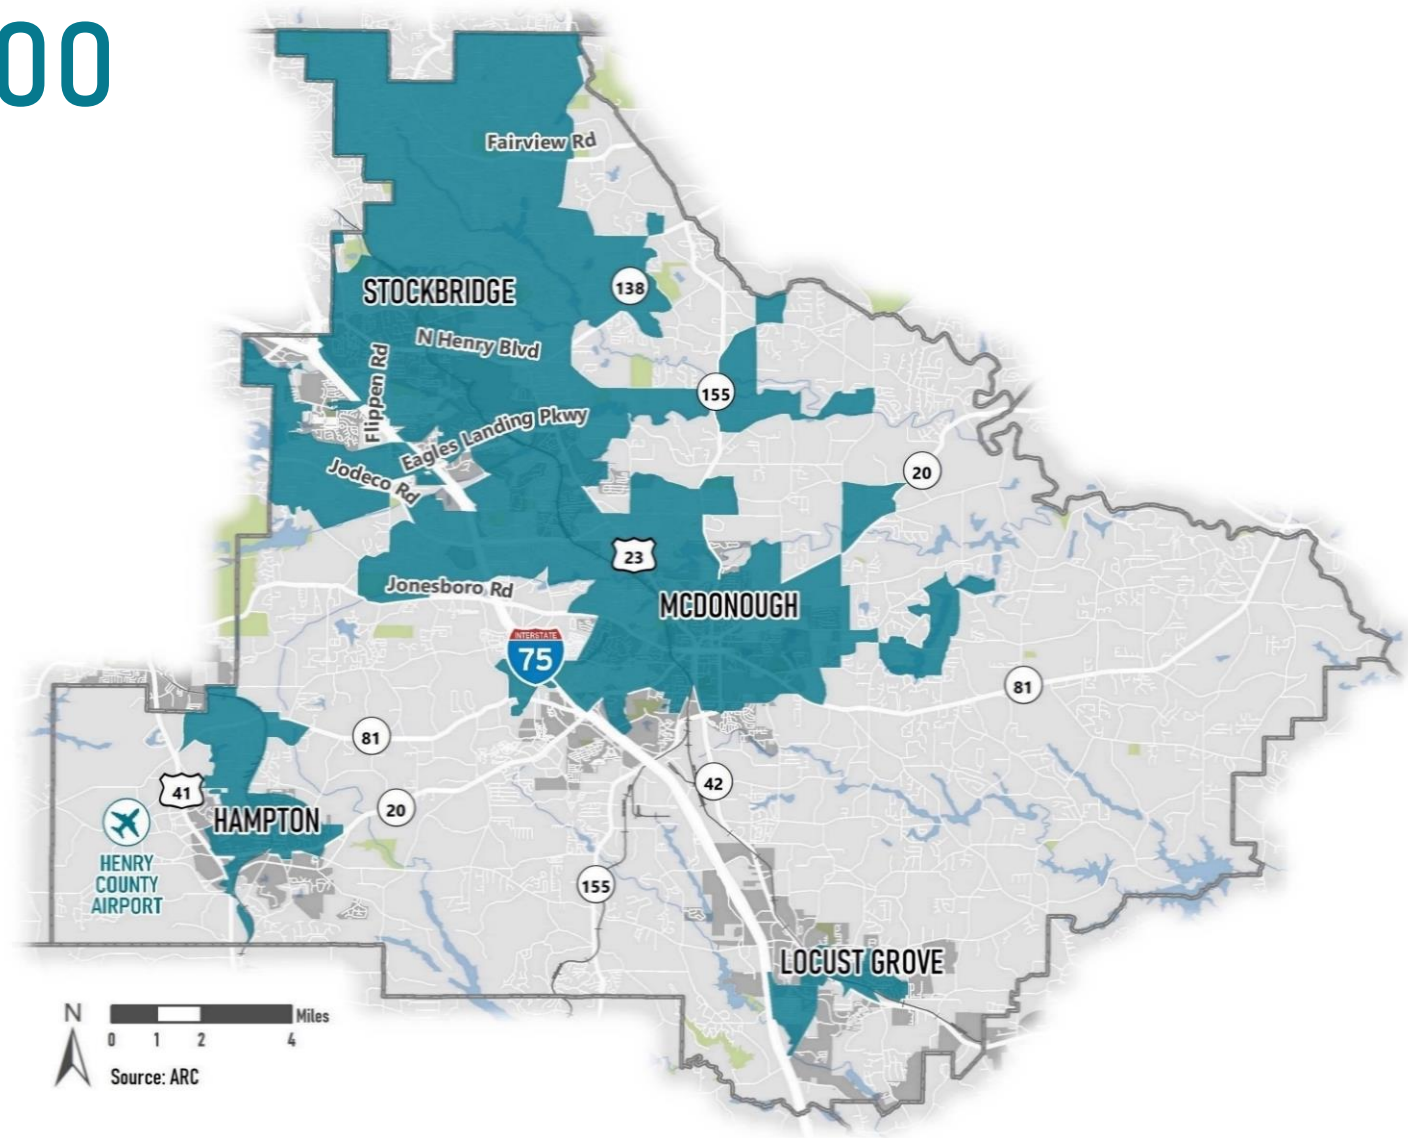 00
Fairview Rd
STOCKBRIDGE
138
N Henry Blvd
Flippen Rd
155
Eagles Landing Pkwy
Jodeco Rd
20
23
Jonesboro Rd
MCDONOUGH
INTERSTATE
75
81
81
41
42
20
HAMPTON
HENRY
COUNTY
AIRPORT
155
LOCUST GROVE
N
Miles
0 1 2 4
Source: ARC